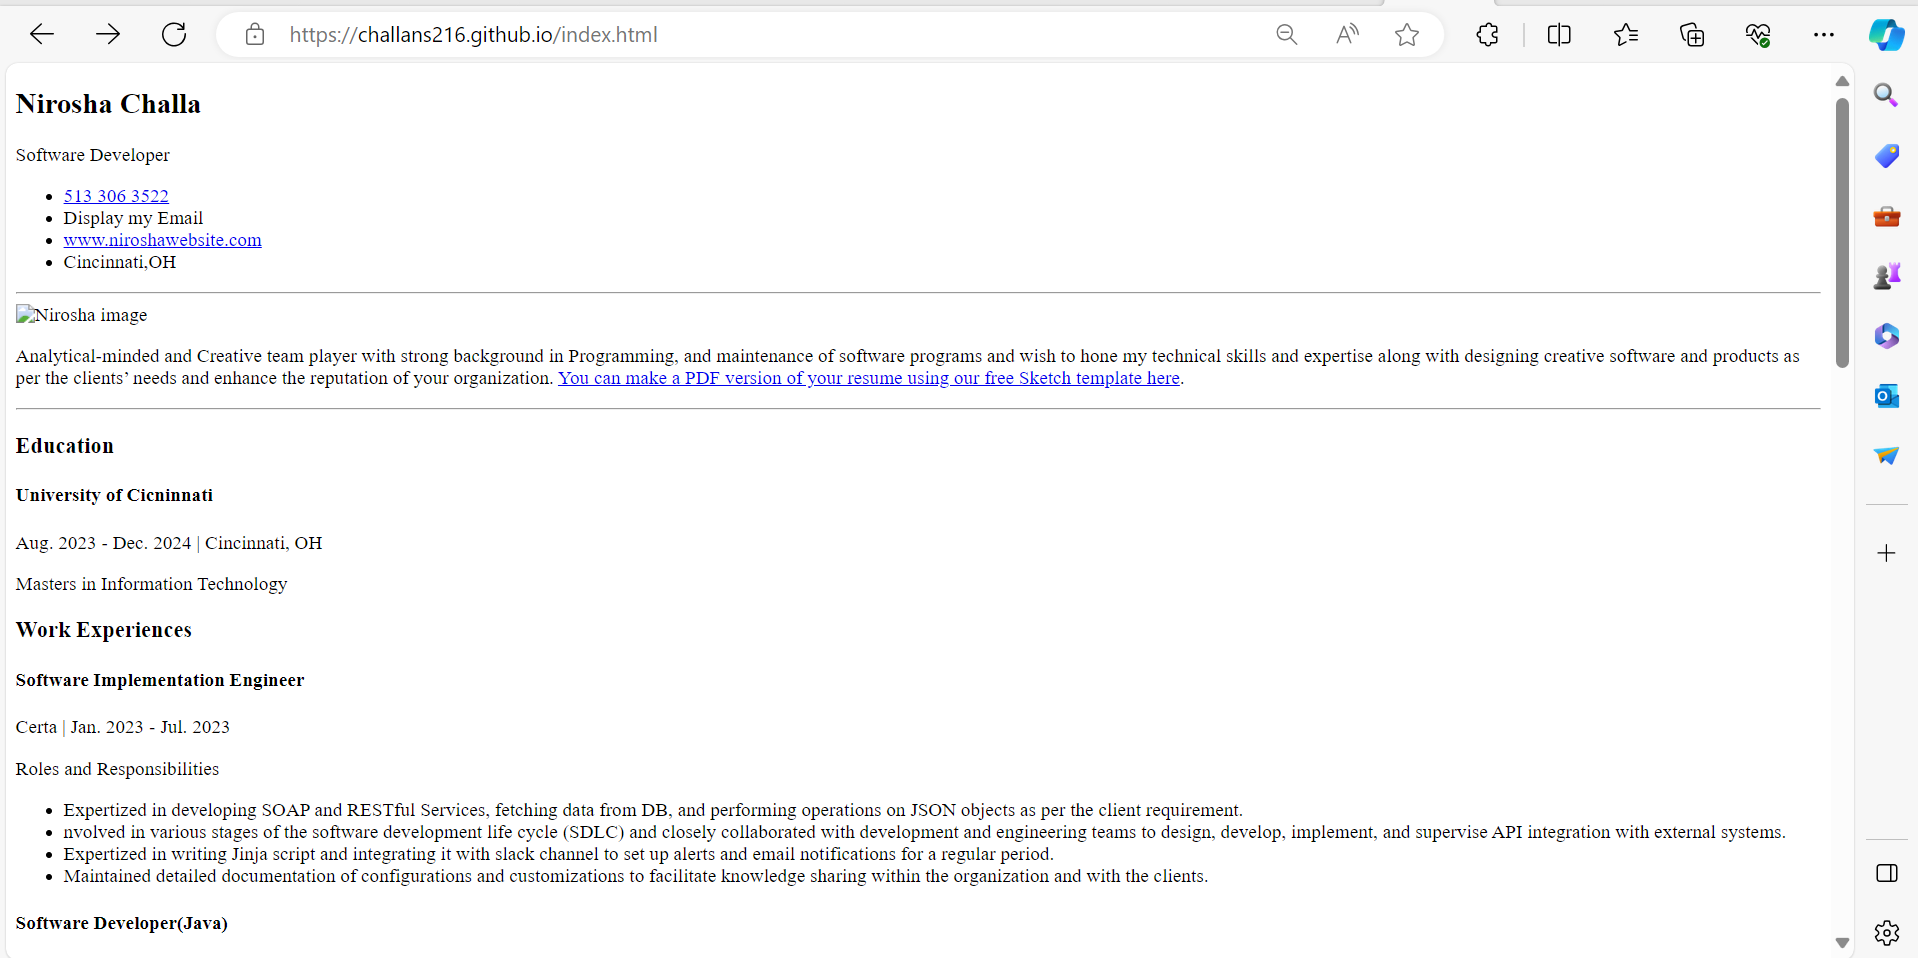 https://challans216.github.io/index.html
Nirosha Challa
Software Developer
513 306 3522
Display my Email
www.niroshawebsite.com
Cincinnati,OH
Nirosha image
Analytical-minded and Creative team player with strong background in Programming, and maintenance of software programs and wish to hone my technical skills and expertise along with designing creative software and products as
per the clients’ needs and enhance the reputation of your organization. You can make a PDF version of your resume using our free Sketch template here.
Education
University of Cicninnati
Aug. 2023 - Dec. 2024 | Cincinnati, OH
Masters in Information Technology
Work Experiences
Software Implementation Engineer
Certa | Jan. 2023 - Jul. 2023
Roles and Responsibilities
Expertized in developing SOAP and RESTful Services, fetching data from DB, and performing operations on JSON objects as per the client requirement.
nvolved in various stages of the software development life cycle (SDLC) and closely collaborated with development and engineering teams to design, develop, implement, and supervise API integration with external systems.
Expertized in writing Jinja script and integrating it with slack channel to set up alerts and email notifications for a regular period.
Maintained detailed documentation of configurations and customizations to facilitate knowledge sharing within the organization and with the clients.
Software Developer(Java)